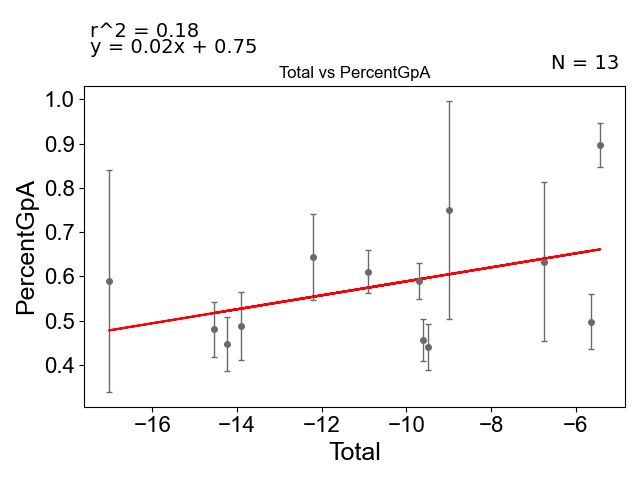 r^2 = 0.18
y = 0.02x + 0.75
N = 13
Total vs PercentGpA
1.0
0.9
0.8
0.7
0.6
0.5
0.4
PercentGpA
−16 −14 −12 −10 −8 −6
Total